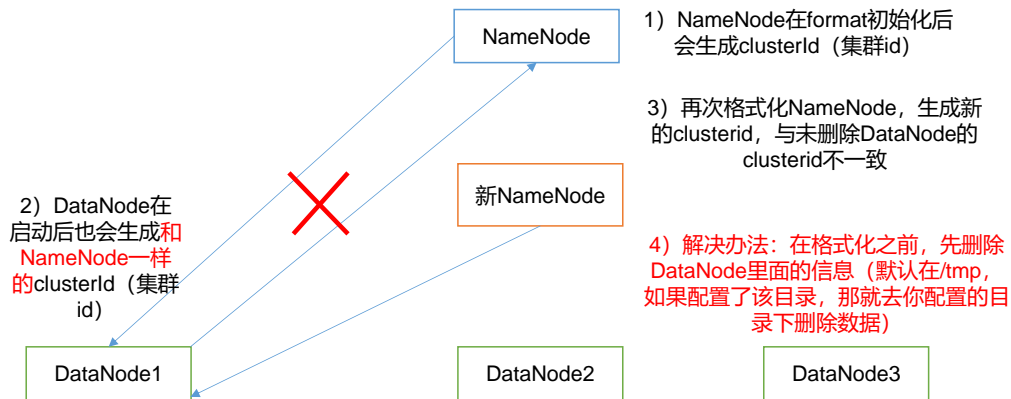 NameNode
1）NameNode在format初始化后
会生成clusterId（集群id）
3）再次格式化NameNode，生成新
的clusterid，与未删除DataNode的
clusterid不一致
新NameNode
2）DataNode在
启动后也会生成和
NameNode一样
的clusterId（集群
id）
4）解决办法：在格式化之前，先删除
DataNode里面的信息（默认在/tmp，
如果配置了该目录，那就去你配置的目
录下删除数据）
DataNode1
DataNode2
DataNode3